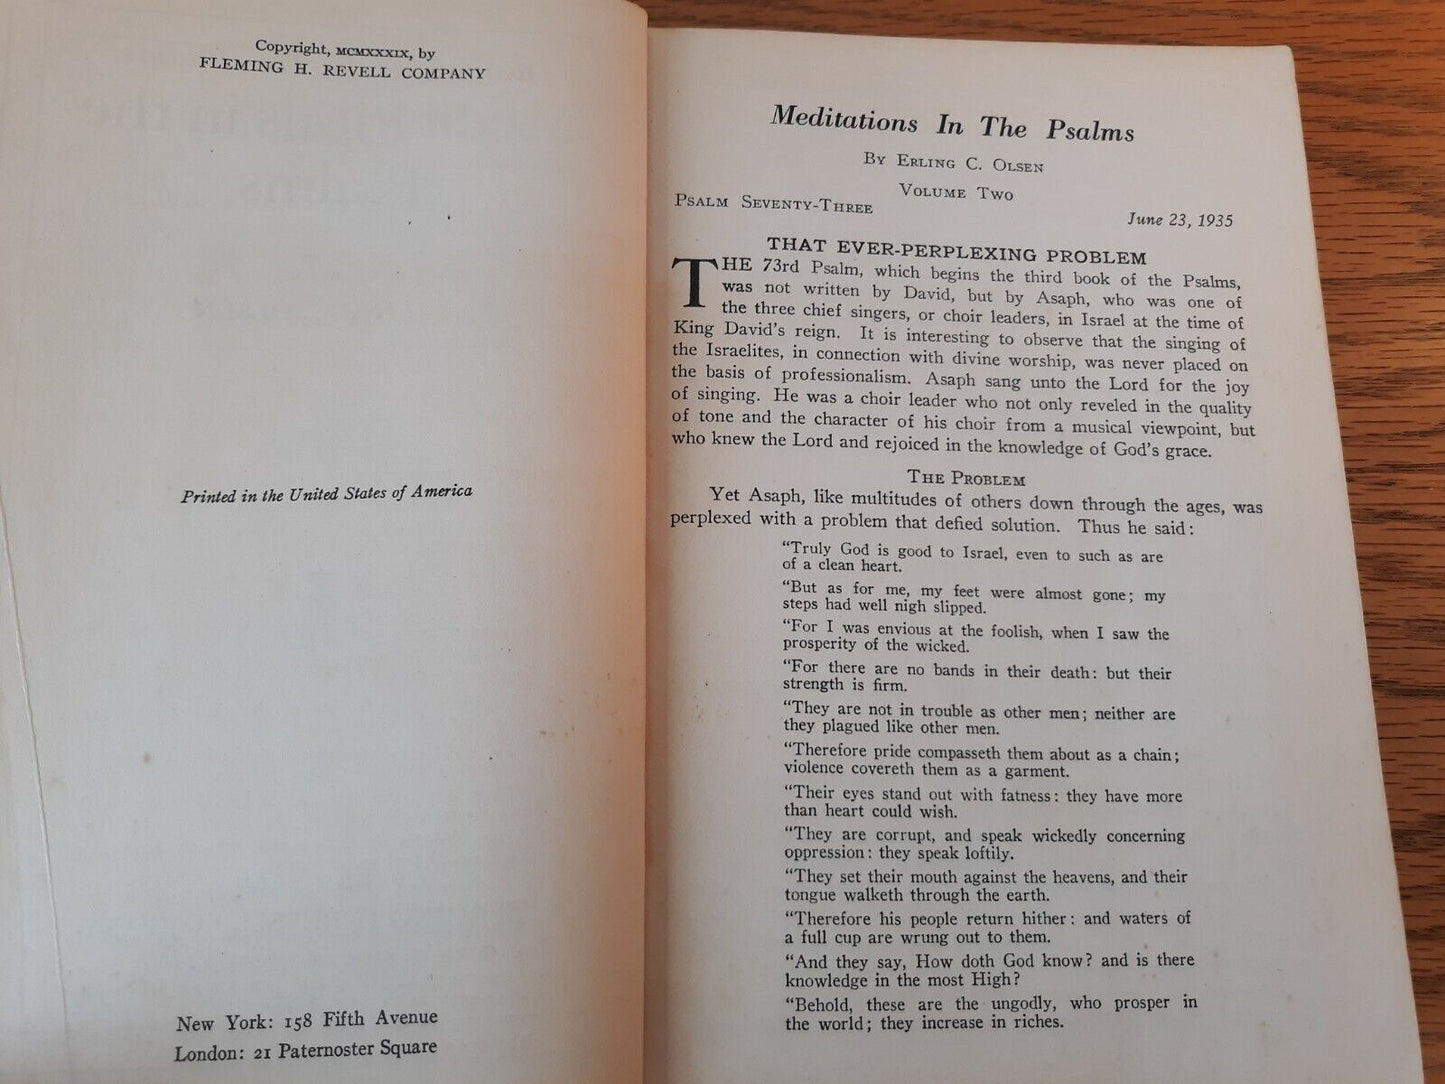 Copyright, MCMXXXIX, by
FLEMING H. REVELL COMPANY
Printed in the United States of America
New York: 158 Fifth Avenue
London: 21 Paternoster Square
Meditations In The Psalms
BY ERLING C. OLSEN
VOLUME TWO
PSALM SEVENTY-THREE
June 23, 1935
THAT EVER-PERPLEXING PROBLEM
THE 73rd Psalm, which begins the third book of the Psalms,
was not written by David, but by Asaph, who was one of
the three chief singers, or choir leaders, in Israel at the time of
King David's reign. It is interesting to observe that the singing of
the Israelites, in connection with divine worship, was never placed on
the basis of professionalism. Asaph sang unto the Lord for the joy
of singing. He was a choir leader who not only reveled in the quality
of tone and the character of his choir from a musical viewpoint, but
who knew the Lord and rejoiced in the knowledge of God's grace.
THE PROBLEM
Yet Asaph, like multitudes of others down through the ages, was
perplexed with a problem that defied solution. Thus he said:
"Truly God is good to Israel, even to such as are
of a clean heart.
"But as for me, my feet were almost gone; my
steps had well nigh slipped.
"For I was envious at the foolish, when I saw the
prosperity of the wicked.
"For there are no bands in their death: but their
strength is firm.
"They are not in trouble as other men; neither are
they plagued like other men.
"Therefore pride compasseth them about as a chain;
violence covereth them as a garment.
"Their eyes stand out with fatness: they have more
than heart could wish.
"They are corrupt, and speak wickedly concerning
oppression: they speak loftily.
"They set their mouth against the heavens, and their
tongue walketh through the earth.
"Therefore his people return hither: and waters of
a full cup are wrung out to them.
"And they say, How doth God know? and is there
knowledge in the most High?
"Behold, these are the ungodly, who prosper in
the world; they increase in riches.